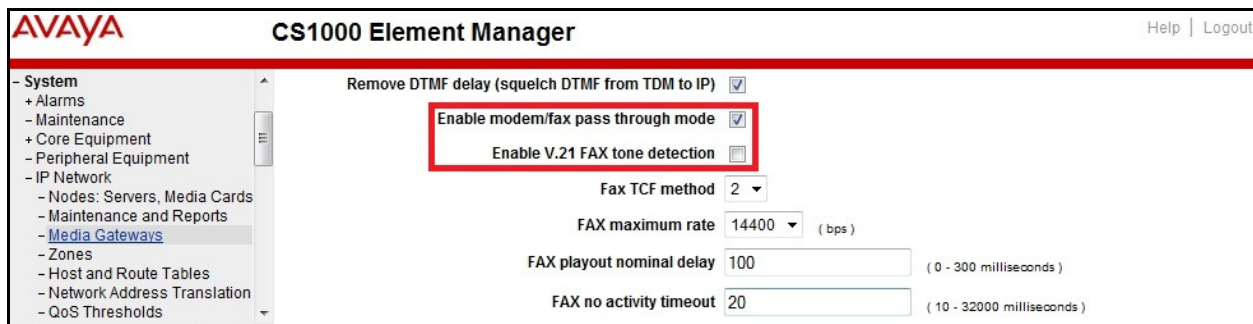 AVAYA
CS1000 Element Manager
Help | Logout
- System
+ Alarms
- Maintenance
+ Core Equipment
- Peripheral Equipment
- IP Network
- Nodes: Servers, Media Cards
- Maintenance and Reports
- Media Gateways
- Zones
- Host and Route Tables
- Network Address Translation
- QoS Thresholds
Remove DTMF delay (squelch DTMF from TDM to IP)
Enable modem/fax pass through mode
Enable V.21 FAX tone detection
Fax TCF method 2
FAX maximum rate 14400 (bps)
FAX playout nominal delay 100 (0 - 300 milliseconds)
FAX no activity timeout 20 (10 - 32000 milliseconds)